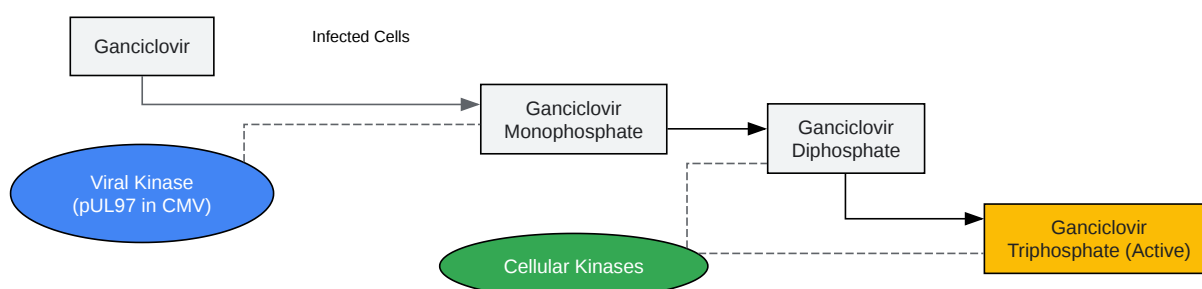 Ganciclovir
Infected Cells
Ganciclovir
Monophosphate
Ganciclovir
Diphosphate
Viral Kinase
(pUL97 in CMV)
Ganciclovir
Triphosphate (Active)
Cellular Kinases